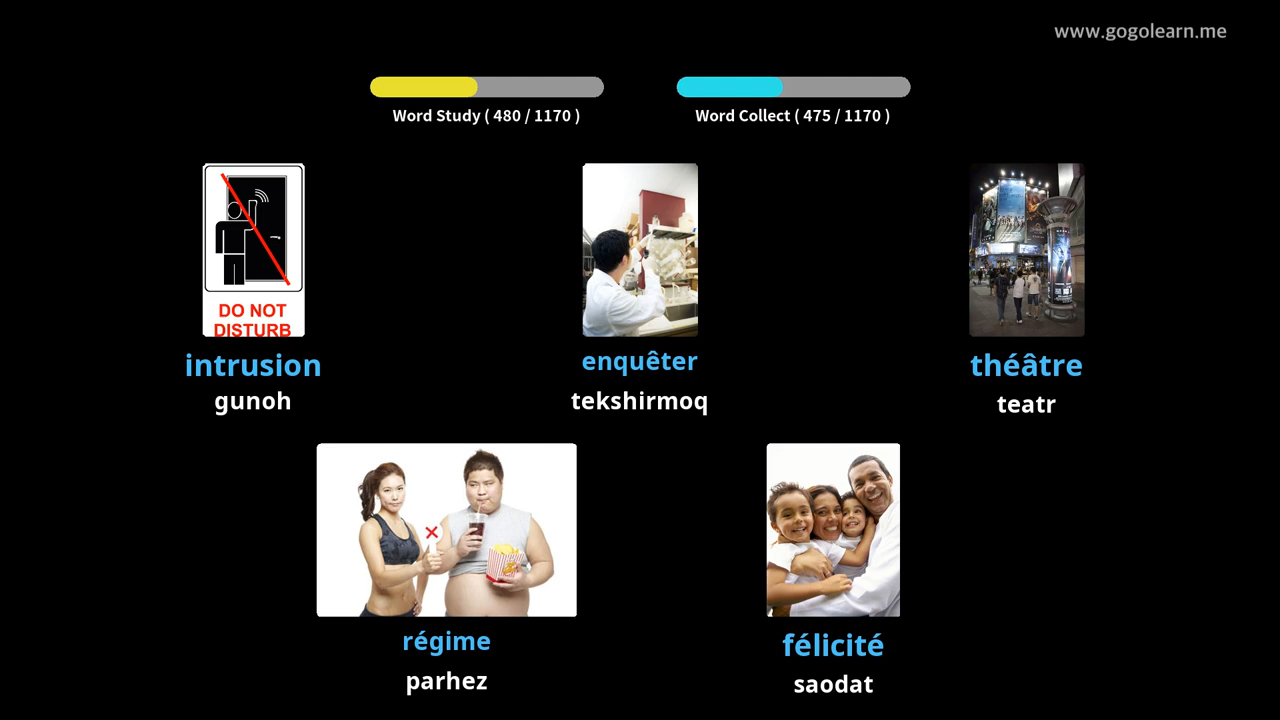 www.gogolearn.me
Word Study ( 480 / 1170 )
Word Collect ( 475 / 1170 )
DO NOT
DISTURB
intrusion
gunoh
enquêter
tekshirmoq
théâtre
teatr
régime
parhez
félicité
saodat